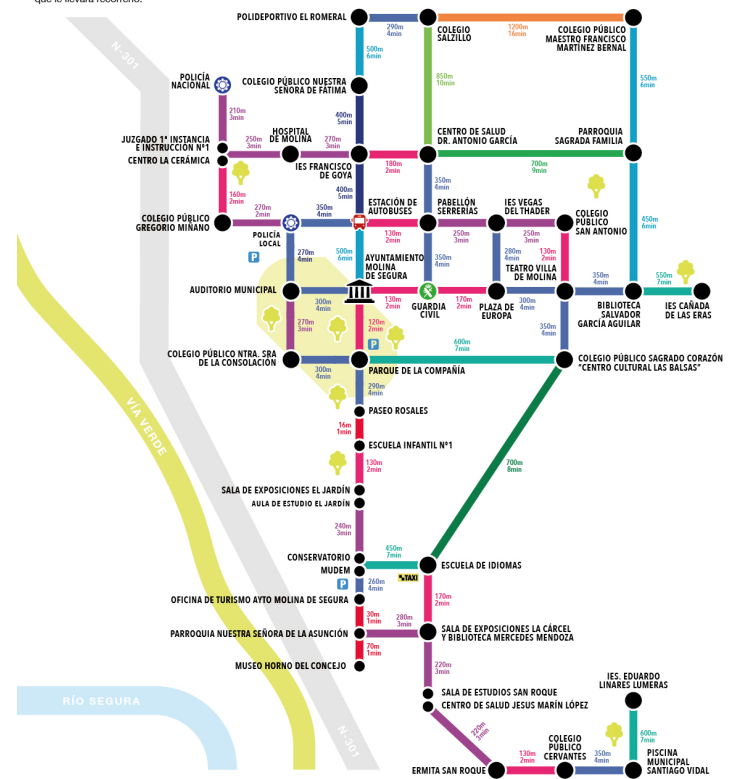 que le llevará recorrerlo.
POLIDEPORTIVO EL ROMERAL
290m
4min
COLEGIO
SALZILLO
1200m
16min
COLEGIO PÚBLICO
MAESTRO FRANCISCO
MARTÍNEZ BERNAL
N-301
500m
6min
850m
10min
550m
6min
POLICÍA
NACIONAL
COLEGIO PÚBLICO NUESTRA
SEÑORA DE FÁTIMA
210m
3min
400m
5min
JUZGADO 1ª INSTANCIA
E INSTRUCCIÓN Nº1
CENTRO LA CERÁMICA
250m
3min
HOSPITAL
DE MOLINA
270m
3min
IES FRANCISCO
DE GOYA
180m
2min
CENTRO DE SALUD
DR. ANTONIO GARCÍA
700m
9min
PARROQUIA
SAGRADA FAMILIA
160m
2min
400m
5min
350m
4min
450m
6min
COLEGIO PÚBLICO
GREGORIO MIÑANO
270m
2min
POLICÍA
LOCAL
350m
4min
ESTACIÓN DE
AUTOBUSES
130m
2min
PABELLÓN
SERRERÍAS
250m
3min
IES VEGAS
DEL THADER
250m
3min
COLEGIO
PÚBLICO
SAN ANTONIO
P
270m
4min
500m
6min
350m
4min
280m
4min
130m
2min
AUDITORIO MUNICIPAL
300m
4min
AYUNTAMIENTO
MOLINA
DE SEGURA
130m
2min
GUARDIA
CIVIL
170m
2min
PLAZA DE
EUROPA
300m
4min
TEATRO VILLA
DE MOLINA
350m
4min
BIBLIOTECA
SALVADOR
GARCÍA AGUILAR
550m
7min
IES CAÑADA
DE LAS ERAS
270m
3min
120m
2min
P
350m
4min
COLEGIO PÚBLICO NTRA. SRA
DE LA CONSOLACIÓN
300m
4min
PARQUE DE LA COMPAÑÍA
600m
7min
COLEGIO PÚBLICO SAGRADO CORAZÓN
"CENTRO CULTURAL LAS BALSAS"
290m
4min
PASEO ROSALES
16m
1min
ESCUELA INFANTIL Nº1
130m
2min
VÍA VERDE
700m
8min
SALA DE EXPOSICIONES EL JARDÍN
AULA DE ESTUDIO EL JARDÍN
240m
3min
CONSERVATORIO
MUDEM
450m
7min
ESCUELA DE IDIOMAS
TAXI
P
260m
4min
170m
2min
OFICINA DE TURISMO AYTO MOLINA DE SEGURA
30m
1min
280m
3min
PARROQUIA NUESTRA SEÑORA DE LA ASUNCIÓN
SALA DE EXPOSICIONES LA CÁRCEL
Y BIBLIOTECA MERCEDES MENDOZA
70m
1min
MUSEO HORNO DEL CONCEJO
220m
3min
RÍO SEGURA
SALA DE ESTUDIOS SAN ROQUE
CENTRO DE SALUD JESUS MARÍN LÓPEZ
IES. EDUARDO
LINARES LUMERAS
N-301
220m
3min
600m
7min
ERMITA SAN ROQUE
130m
2min
COLEGIO
PÚBLICO
CERVANTES
350m
4min
PISCINA
MUNICIPAL
SANTIAGO VIDAL